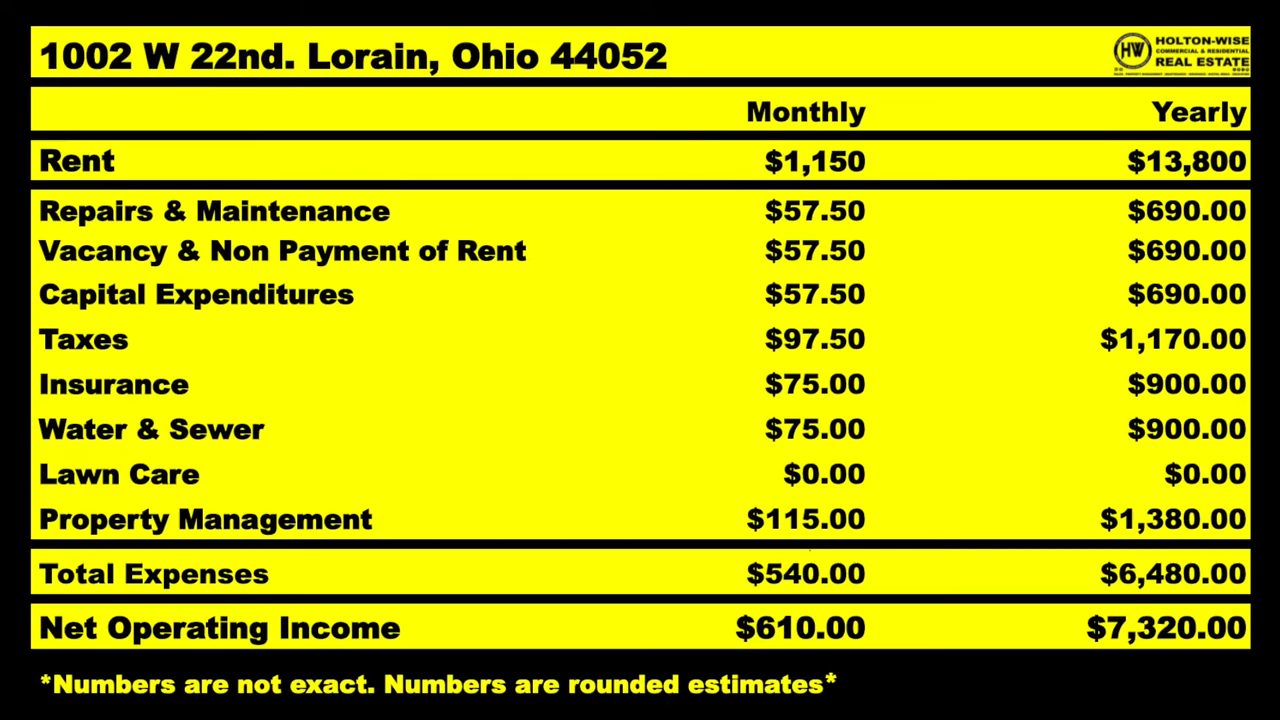 1002 W 22nd. Lorain, Ohio 44052
HW
HOLTON-WISE
COMMERCIAL & RESIDENTIAL
REAL ESTATE
Monthly Yearly
Rent $1,150 $13,800
Repairs & Maintenance $57.50 $690.00
Vacancy & Non Payment of Rent $57.50 $690.00
Capital Expenditures $57.50 $690.00
Taxes $97.50 $1,170.00
Insurance $75.00 $900.00
Water & Sewer $75.00 $900.00
Lawn Care $0.00 $0.00
Property Management $115.00 $1,380.00
Total Expenses $540.00 $6,480.00
Net Operating Income $610.00 $7,320.00
*Numbers are not exact. Numbers are rounded estimates*